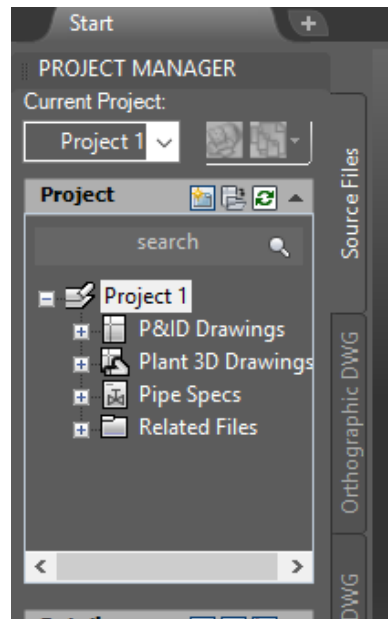 Start
PROJECT MANAGER
Current Project:
Project 1
Project
search
Project 1
P&ID Drawings
Plant 3D Drawings
Pipe Specs
Related Files
Source Files
Orthographic DWG
DWG